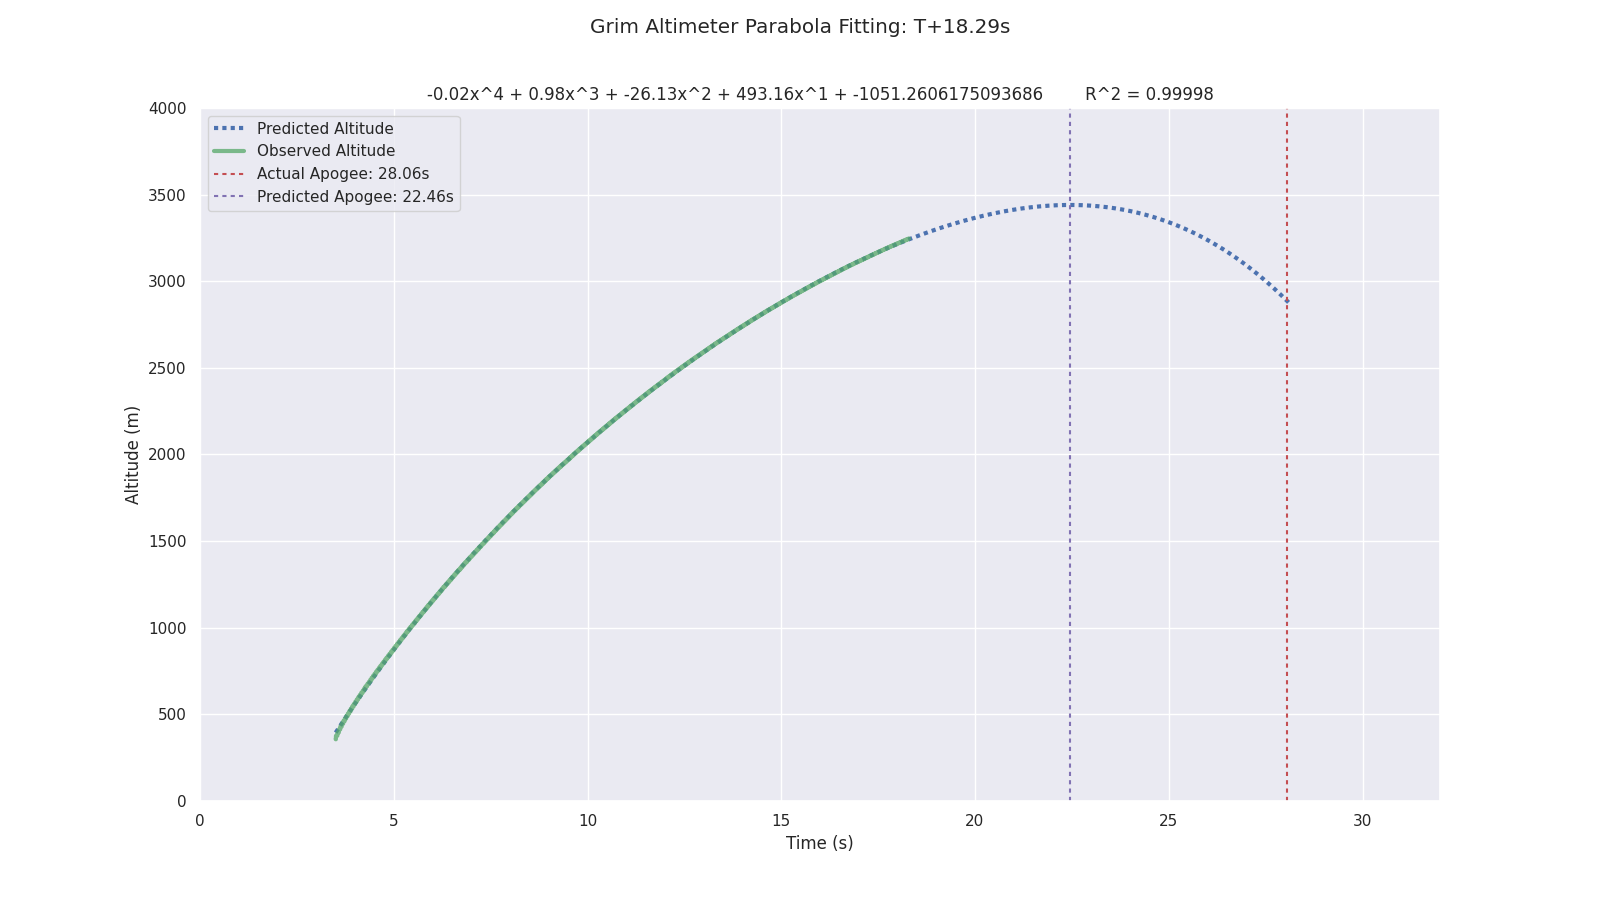 Grim Altimeter Parabola Fitting: T+18.29s
-0.02x^4 + 0.98x^3 + -26.13x^2 + 493.16x^1 + -1051.2606175093686 R^2 = 0.99998
Predicted Altitude
Observed Altitude
Actual Apogee: 28.06s
Predicted Apogee: 22.46s
Altitude (m)
4000
3500
3000
2500
2000
1500
1000
500
0
0 5 10 15 20 25 30
Time (s)